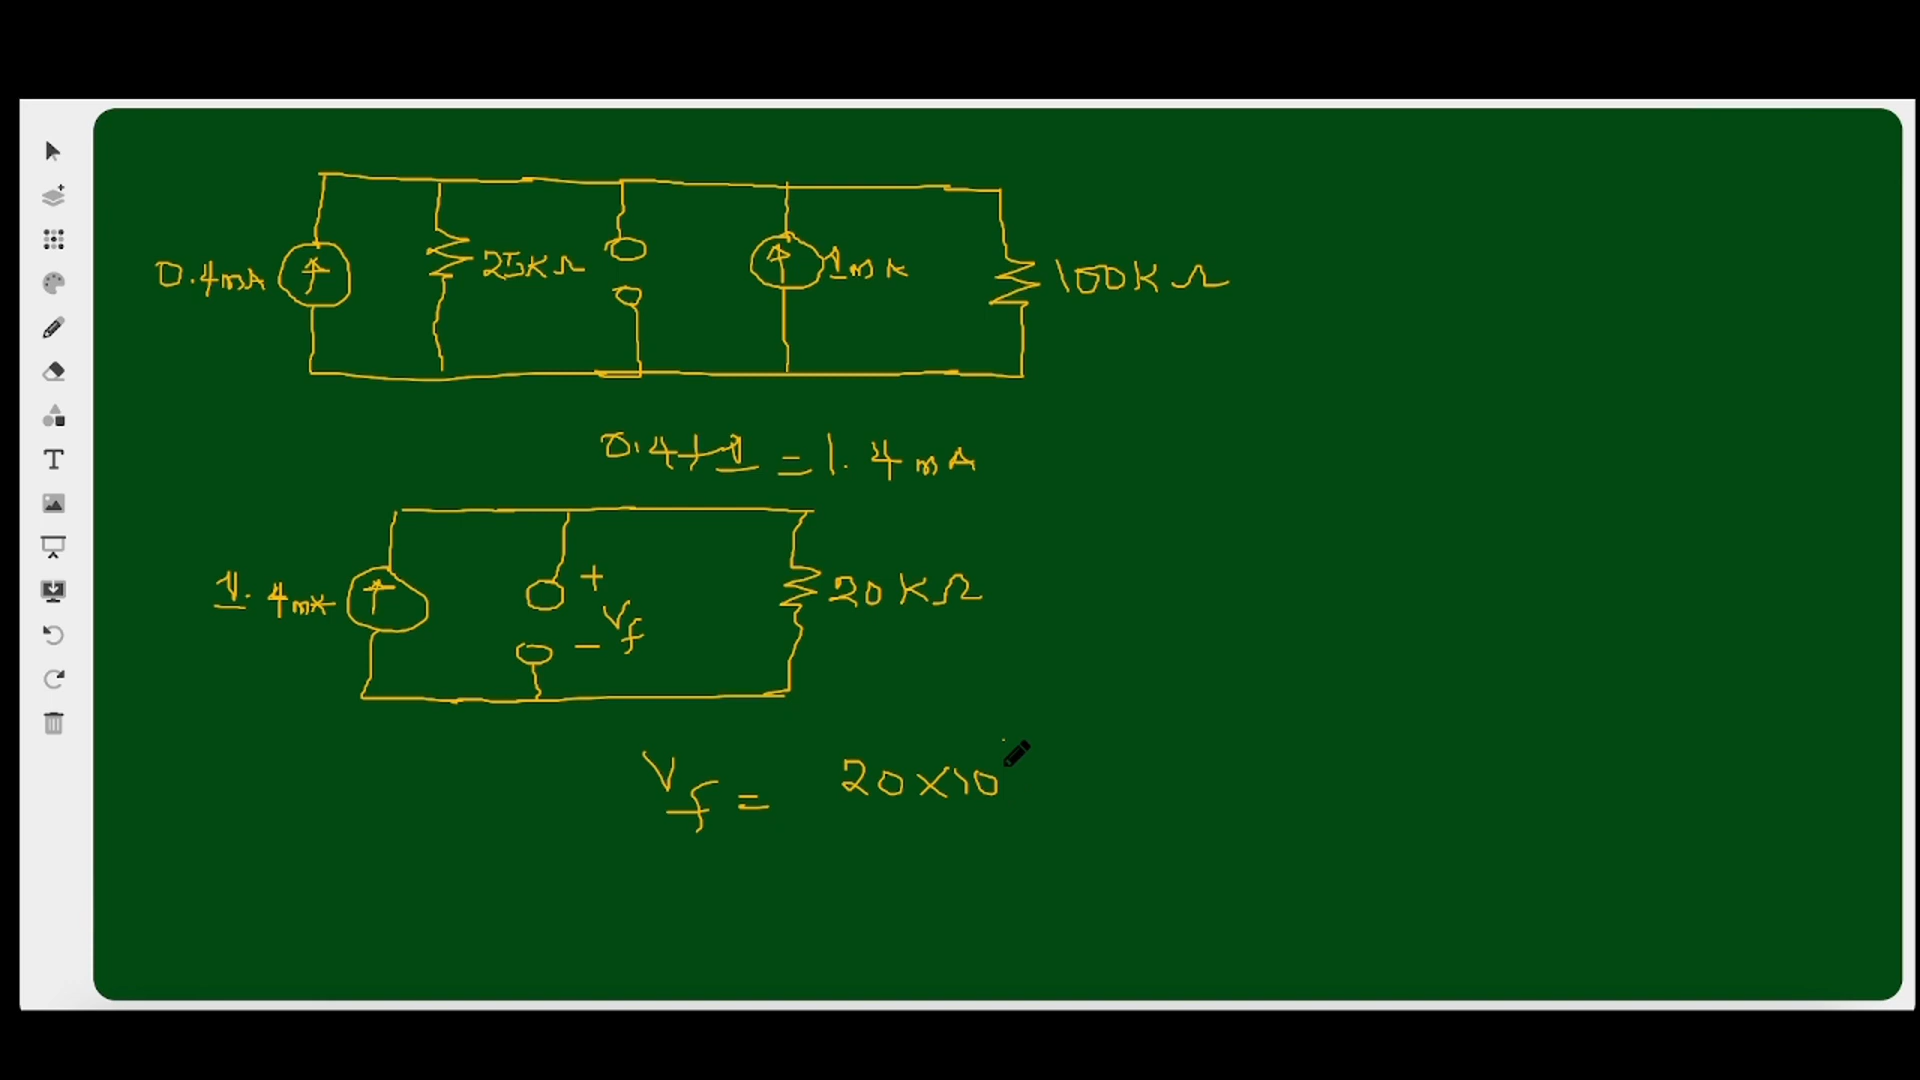 0.4mA 25KΩ 1mA 100KΩ
0.4+1 = 1.4mA
1.4mA + Vf - 20KΩ
Vf = 20×10